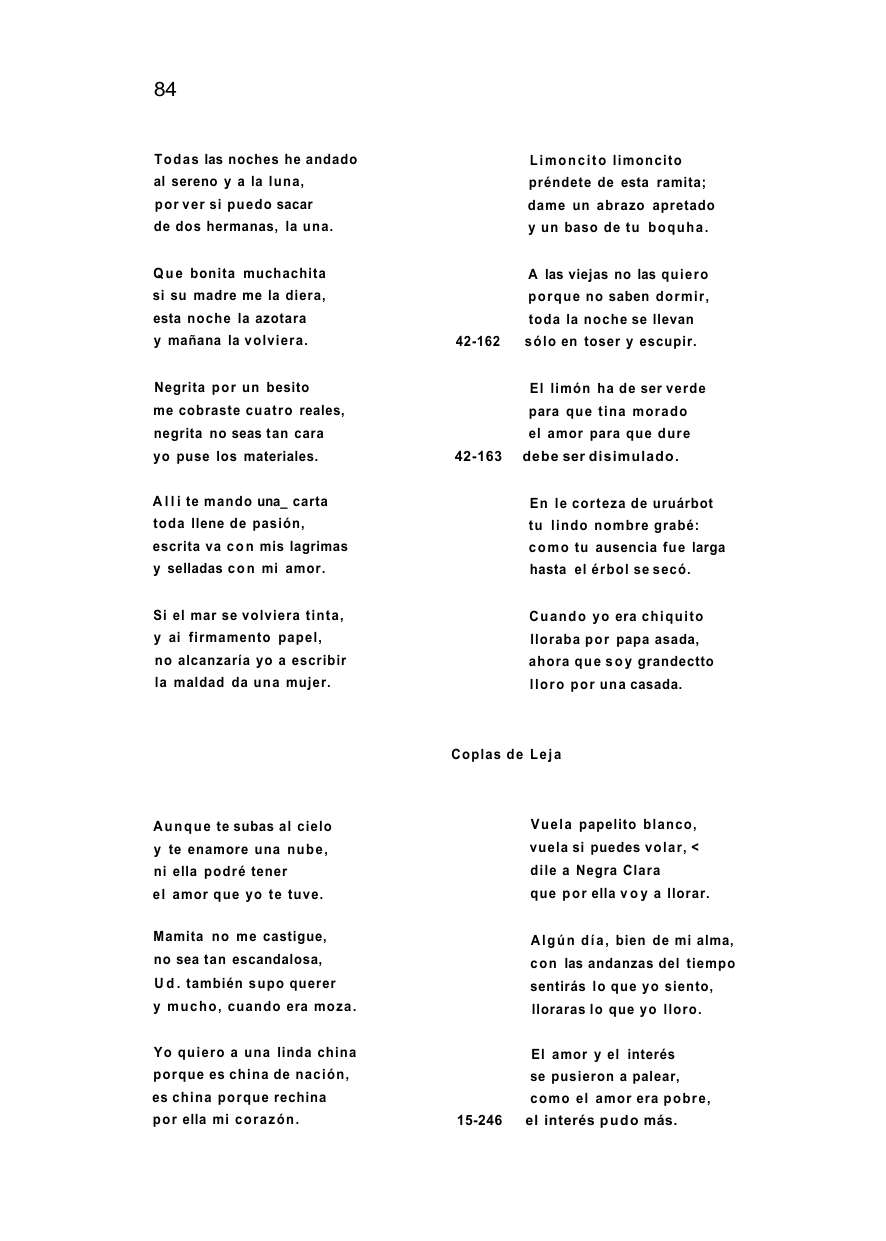 84
Todas las noches he andado
al sereno y a la luna,
por ver si puedo sacar
de dos hermanas, la una.
Que bonita muchachita
si su madre me la diera,
esta noche la azotara
y mañana la volviera.
Negrita por un besito
me cobraste cuatro reales,
negrita no seas tan cara
yo puse los materiales.
Alli te mando una_ carta
toda llene de pasión,
escrita va con mis lagrimas
y selladas con mi amor.
Si el mar se volviera tinta,
y ai firmamento papel,
no alcanzaría yo a escribir
la maldad da una mujer.
Limoncito limoncito
préndete de esta ramita;
dame un abrazo apretado
y un baso de tu boquha.
A las viejas no las quiero
porque no saben dormir,
toda la noche se llevan
42-162 sólo en toser y escupir.
El limón ha de ser verde
para que tina morado
el amor para que dure
42-163 debe ser disimulado.
En le corteza de uruárbot
tu lindo nombre grabé:
como tu ausencia fue larga
hasta el érbol se secó.
Cuando yo era chiquito
lloraba por papa asada,
ahora que soy grandectto
lloro por una casada.
Coplas de Leja
Aunque te subas al cielo
y te enamore una nube,
ni ella podré tener
el amor que yo te tuve.
Mamita no me castigue,
no sea tan escandalosa,
Ud. también supo querer
y mucho, cuando era moza.
Yo quiero a una linda china
porque es china de nación,
es china porque rechina
por ella mi corazón.
Vuela papelito blanco,
vuela si puedes volar, <
dile a Negra Clara
que por ella voy a llorar.
Algún día, bien de mi alma,
con las andanzas del tiempo
sentirás lo que yo siento,
lloraras lo que yo lloro.
El amor y el interés
se pusieron a palear,
como el amor era pobre,
15-246 el interés pudo más.